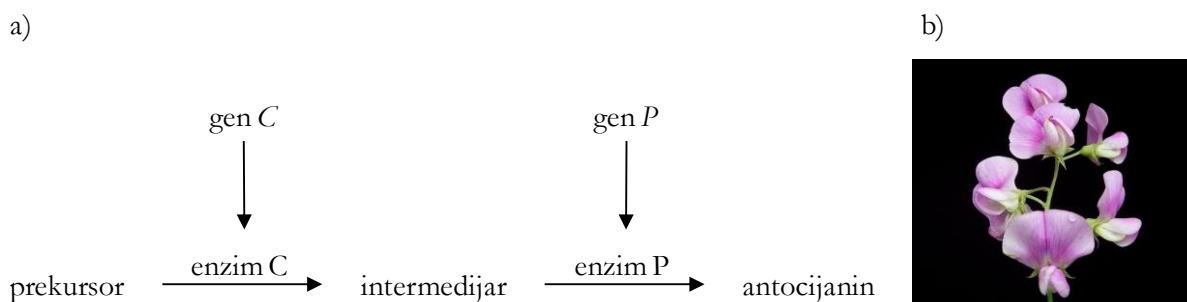 a) b)
gen C gen P
enzim C enzim P
prekursor intermedijar antocijanin